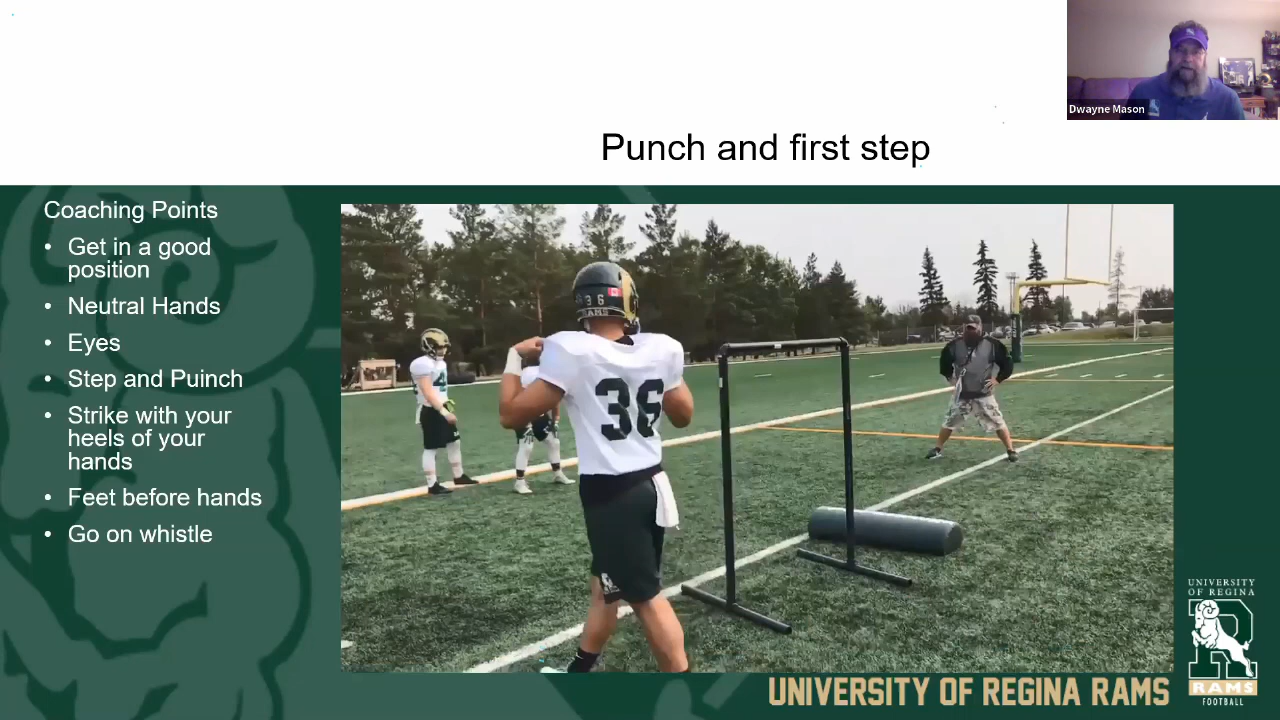 Dwayne Mason
Punch and first step
Coaching Points
• Get in a good
position
• Neutral Hands
• Eyes
• Step and Puinch
• Strike with your
heels of your
hands
• Feet before hands
• Go on whistle
36
RAMS
36
UNIVERSITY
OF REGINA
R
RAMS
FOOTBALL
UNIVERSITY OF REGINA RAMS